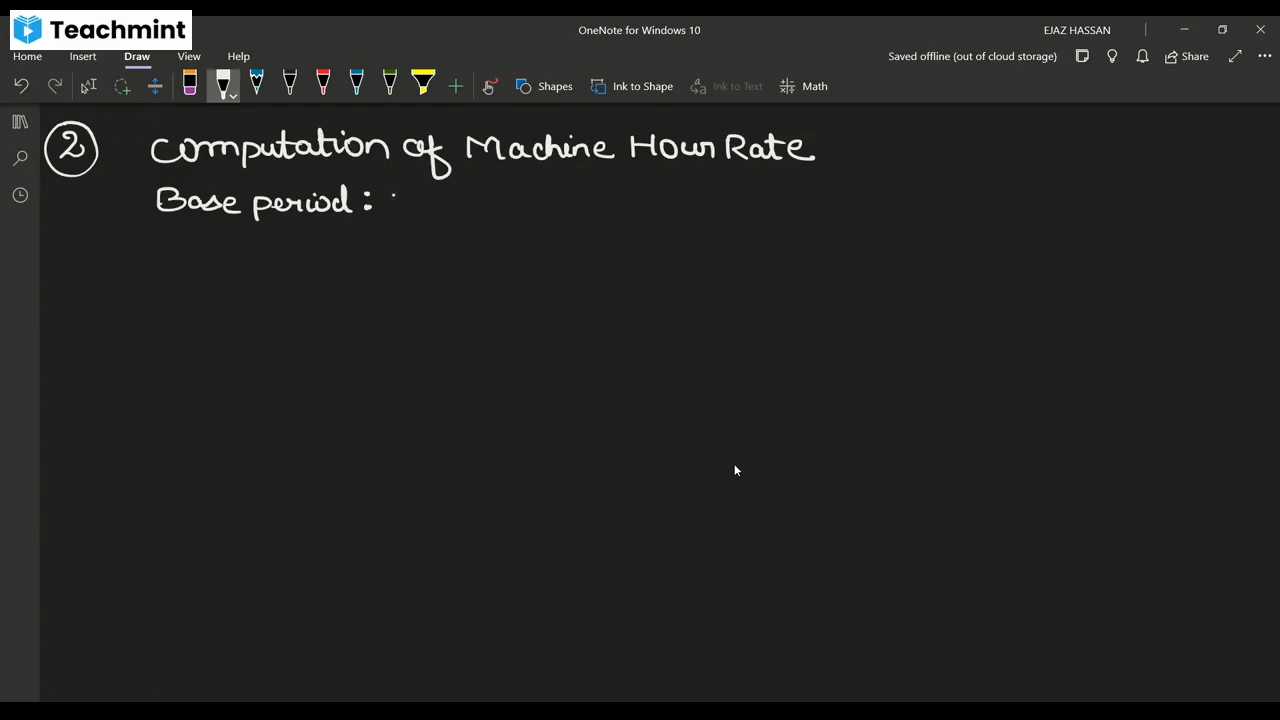 Teachmint
OneNote for Windows 10
EJAZ HASSAN
Home Insert Draw View Help
Saved offline (out of cloud storage)
Share
Shapes
Ink to Shape
Ink to Text
Math
2 Computation of Machine Hour Rate
Base period :